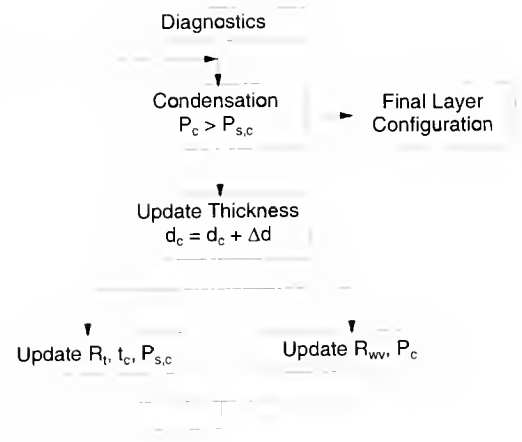 Diagnostics
Condensation
P_c > P_s,c
Final Layer
Configuration
Update Thickness
d_c = d_c + Δd
Update R_t, t_c, P_s,c
Update R_wv, P_c